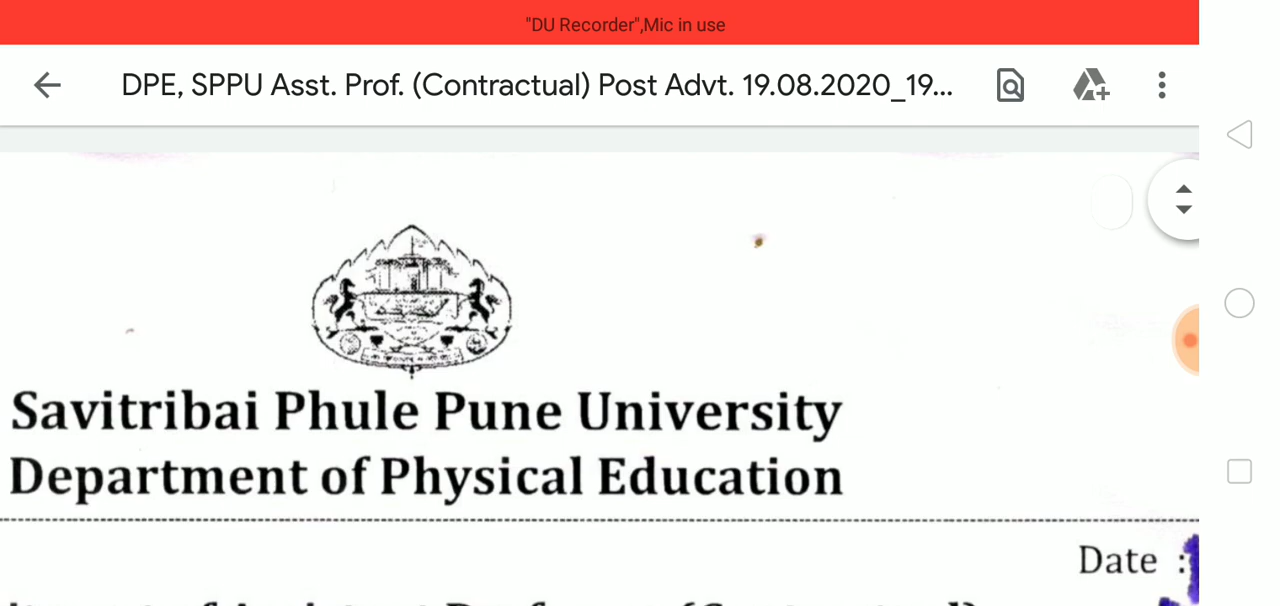 "DU Recorder",Mic in use
DPE, SPPU Asst. Prof. (Contractual) Post Advt. 19.08.2020_19...
Savitribai Phule Pune University
Department of Physical Education
Date :